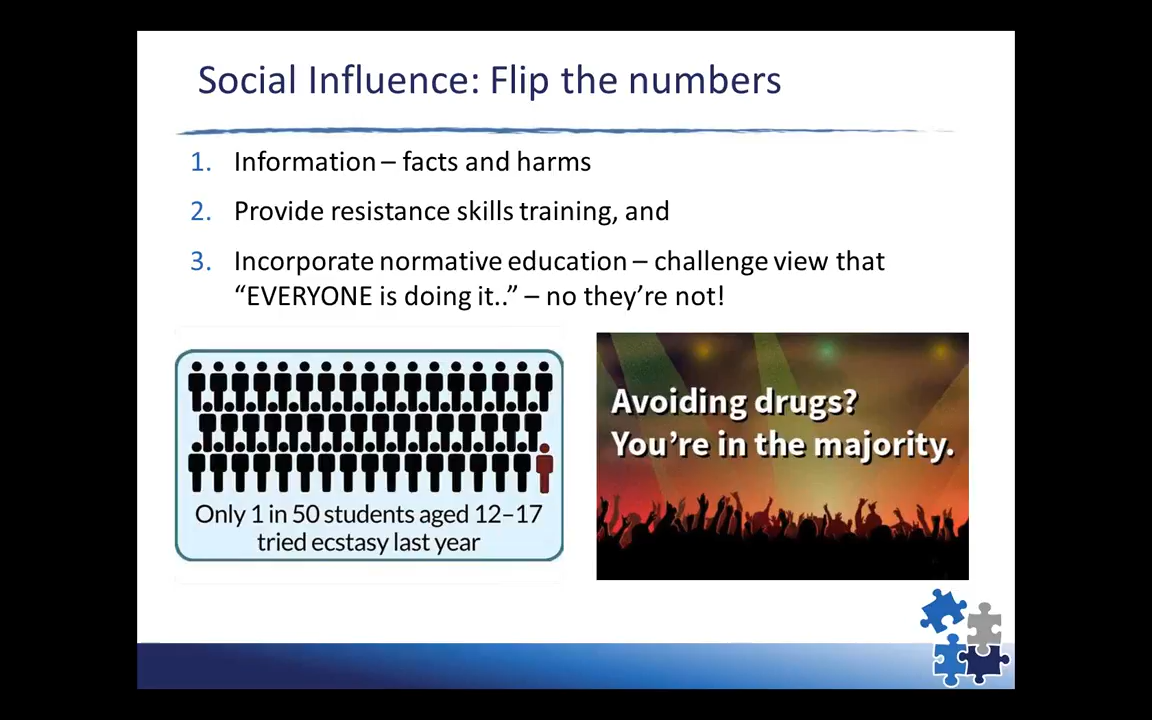 Social Influence: Flip the numbers
1. Information – facts and harms
2. Provide resistance skills training, and
3. Incorporate normative education – challenge view that
“EVERYONE is doing it..” – no they’re not!
Only 1 in 50 students aged 12–17
tried ecstasy last year
Avoiding drugs?
You’re in the majority.